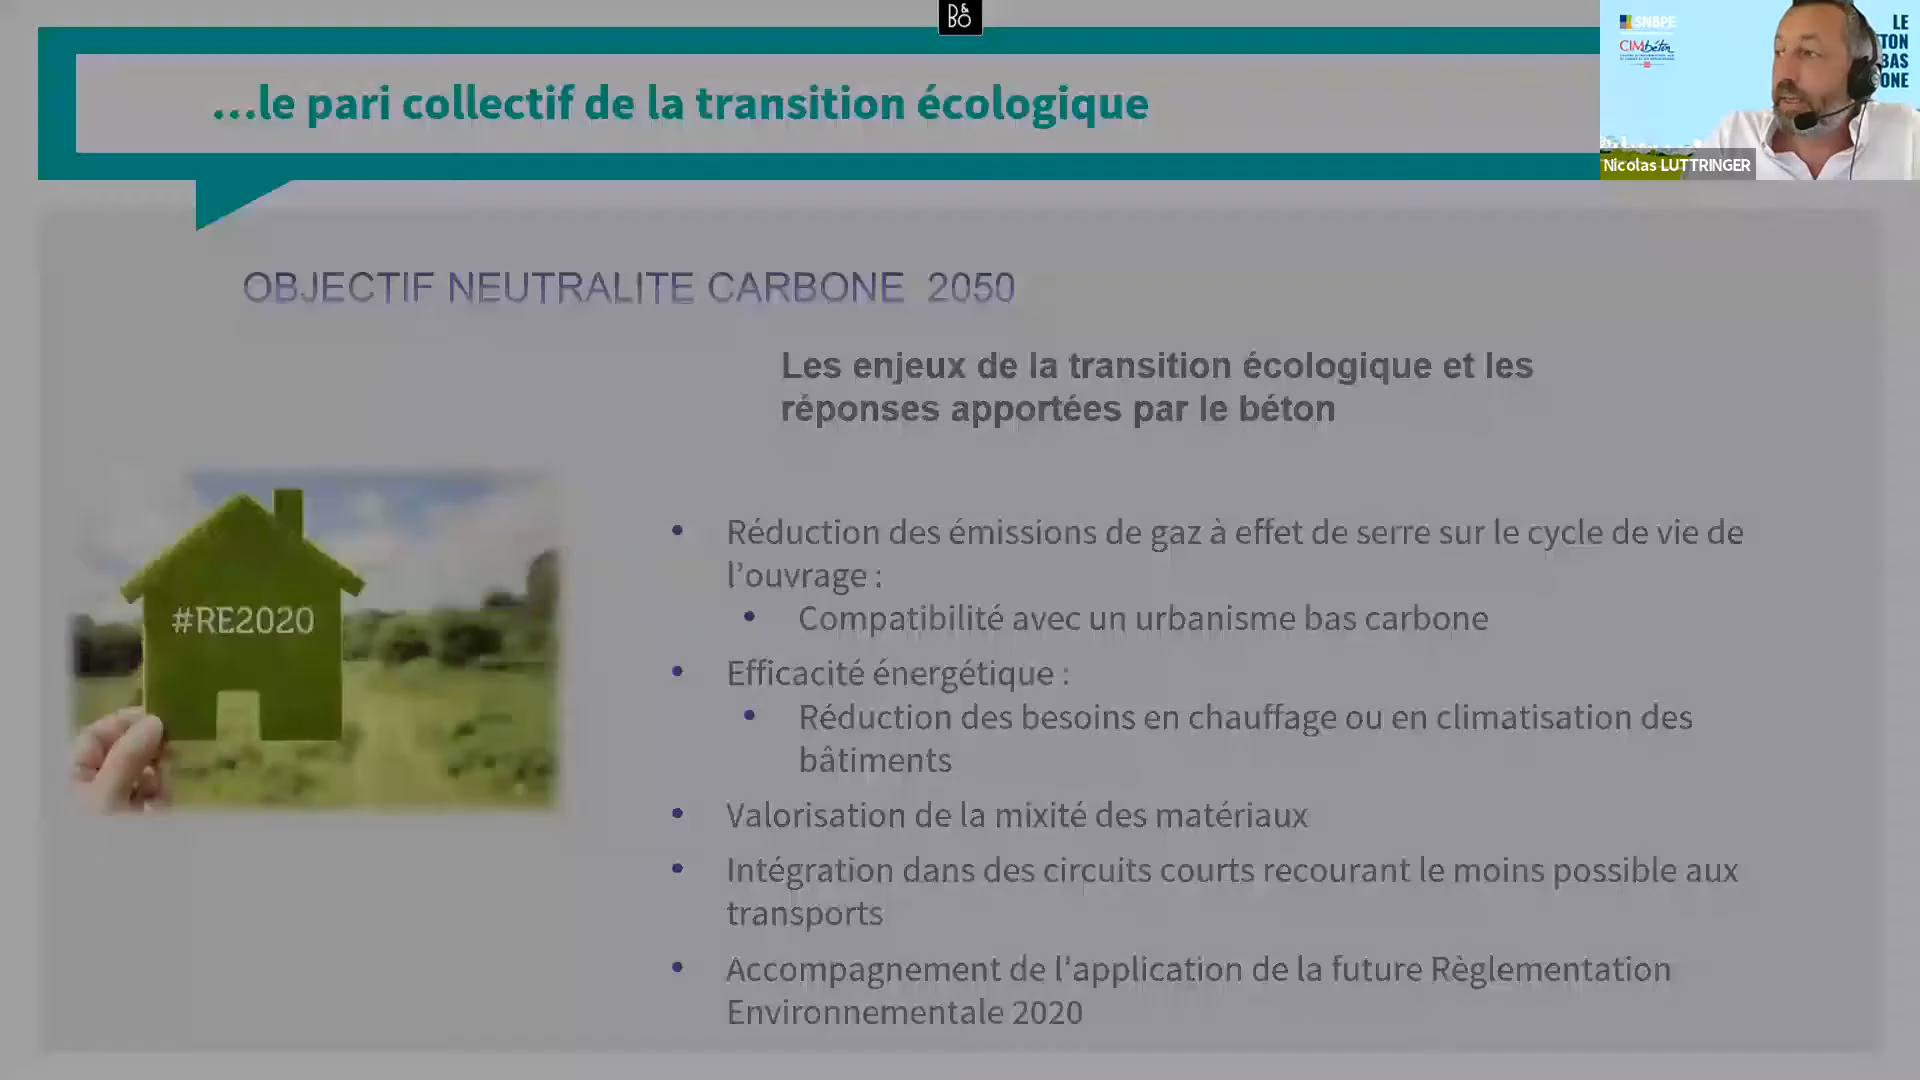 B&O
…le pari collectif de la transition écologique
SNBPE
CIMbéton
LE
TON
BAS
ONE
Nicolas LUTTRINGER
OBJECTIF NEUTRALITE CARBONE 2050
Les enjeux de la transition écologique et les
réponses apportées par le béton
#RE2020
• Réduction des émissions de gaz à effet de serre sur le cycle de vie de
l’ouvrage :
• Compatibilité avec un urbanisme bas carbone
• Efficacité énergétique :
• Réduction des besoins en chauffage ou en climatisation des
bâtiments
• Valorisation de la mixité des matériaux
• Intégration dans des circuits courts recourant le moins possible aux
transports
• Accompagnement de l’application de la future Règlementation
Environnementale 2020